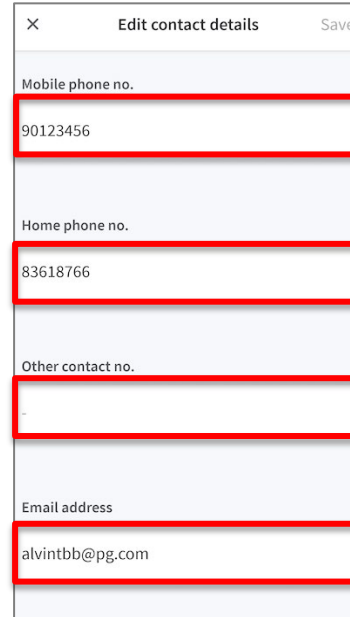 × Edit contact details Save
Mobile phone no.
90123456
Home phone no.
83618766
Other contact no.
-
Email address
alvintbb@pg.com